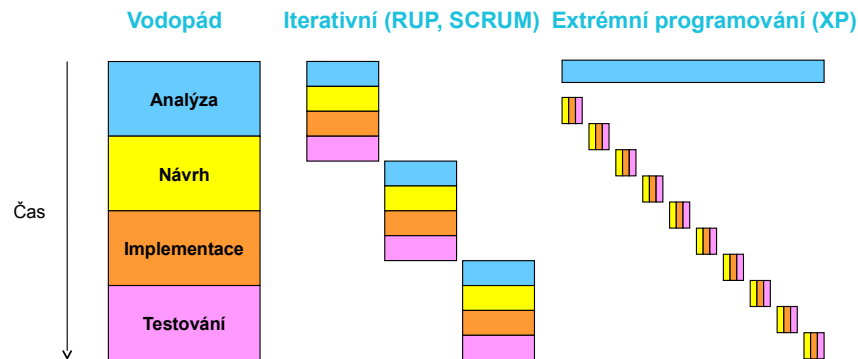 Vodopád
Iterativní (RUP, SCRUM)
Extrémní programování (XP)
Analýza
Návrh
Čas
Implementace
Testování